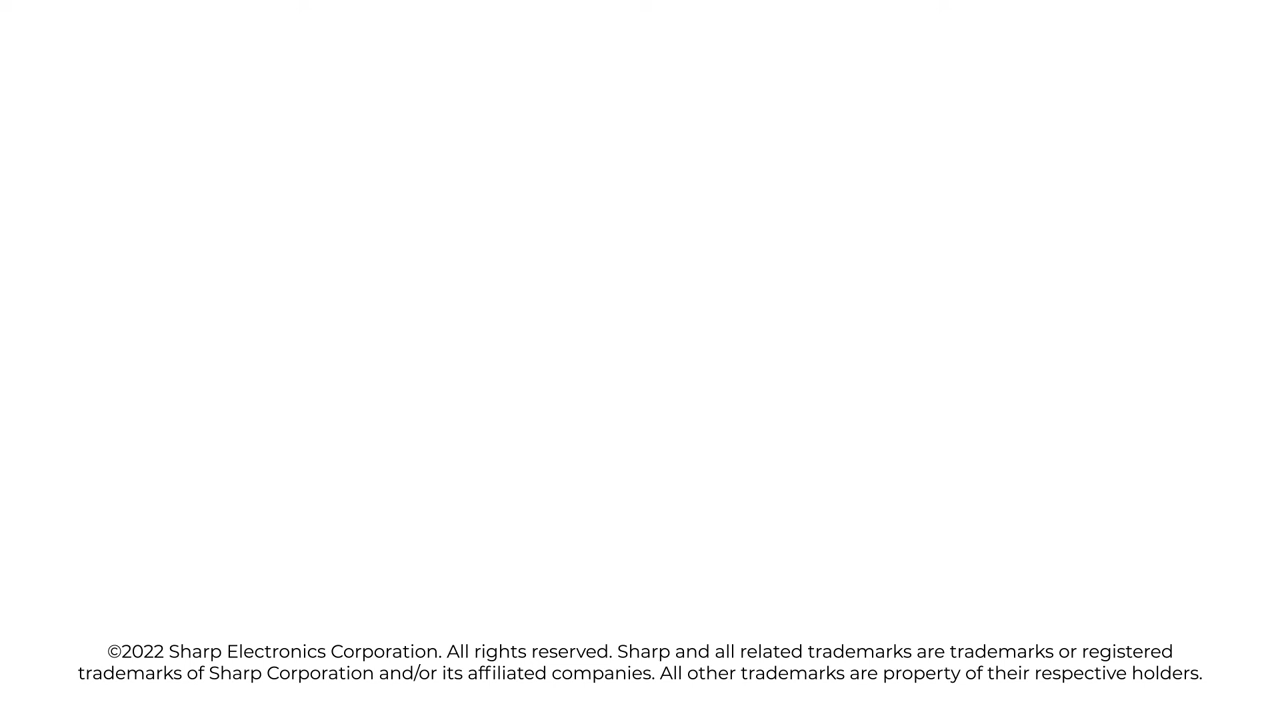 ©2022 Sharp Electronics Corporation. All rights reserved. Sharp and all related trademarks are trademarks or registered
trademarks of Sharp Corporation and/or its affiliated companies. All other trademarks are property of their respective holders.